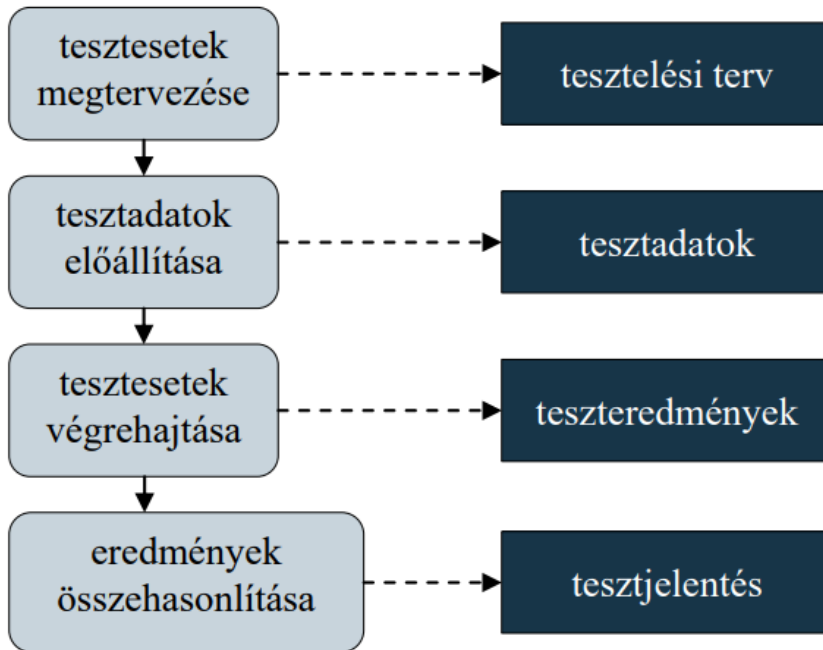 tesztesetek
megtervezése
tesztelési terv
tesztadatok
előállítása
tesztadatok
tesztesetek
végrehajtása
teszteredmények
eredmények
összehasonlítása
tesztjelentés